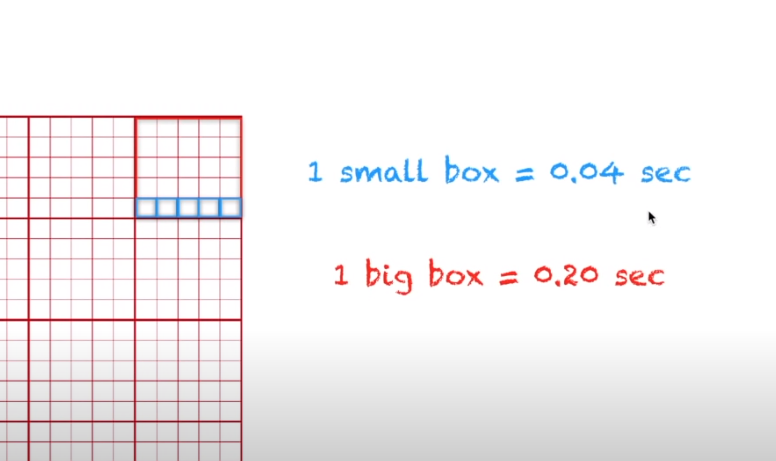 1 small box = 0.04 sec
1 big box = 0.20 sec